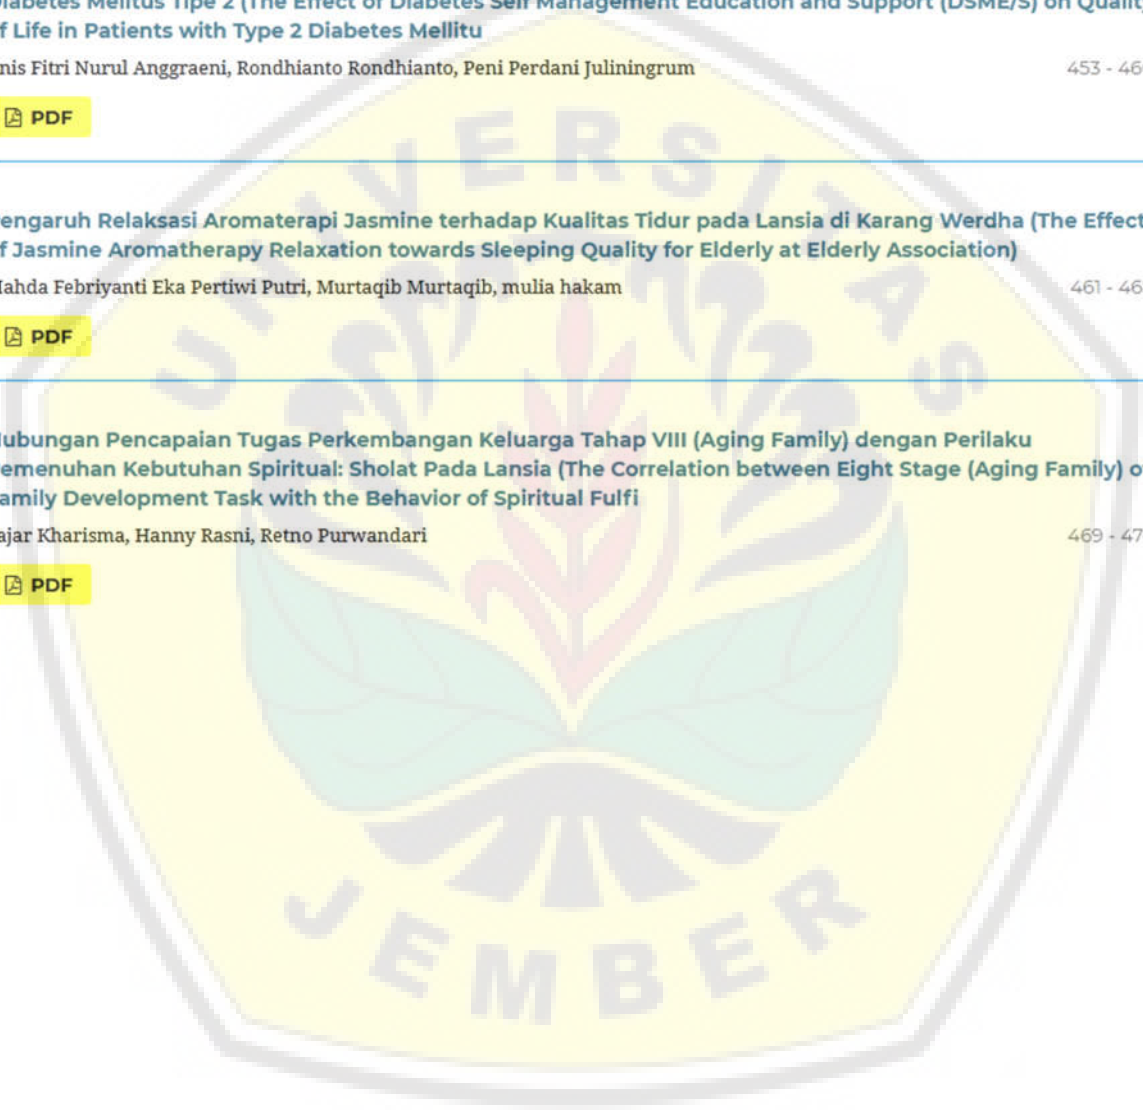 iabetes Melitus Tipe 2 (The Effect of Diabetes Self Management Education and Support (DSME/S) on Quality
f Life in Patients with Type 2 Diabetes Mellitu
nis Fitri Nurul Anggraeni, Rondhianto Rondhianto, Peni Perdani Juliningrum 453 - 46
PDF
engaruh Relaksasi Aromaterapi Jasmine terhadap Kualitas Tidur pada Lansia di Karang Werdha (The Effect
f Jasmine Aromatherapy Relaxation towards Sleeping Quality for Elderly at Elderly Association)
ahda Febriyanti Eka Pertiwi Putri, Murtaqib Murtaqib, mulia hakam 461 - 46
PDF
ubungan Pencapaian Tugas Perkembangan Keluarga Tahap VIII (Aging Family) dengan Perilaku
emenuhan Kebutuhan Spiritual: Sholat Pada Lansia (The Correlation between Eight Stage (Aging Family) o
amily Development Task with the Behavior of Spiritual Fulfi
ajar Kharisma, Hanny Rasni, Retno Purwandari 469 - 47
PDF
UNIVERSITAS
JEMBER